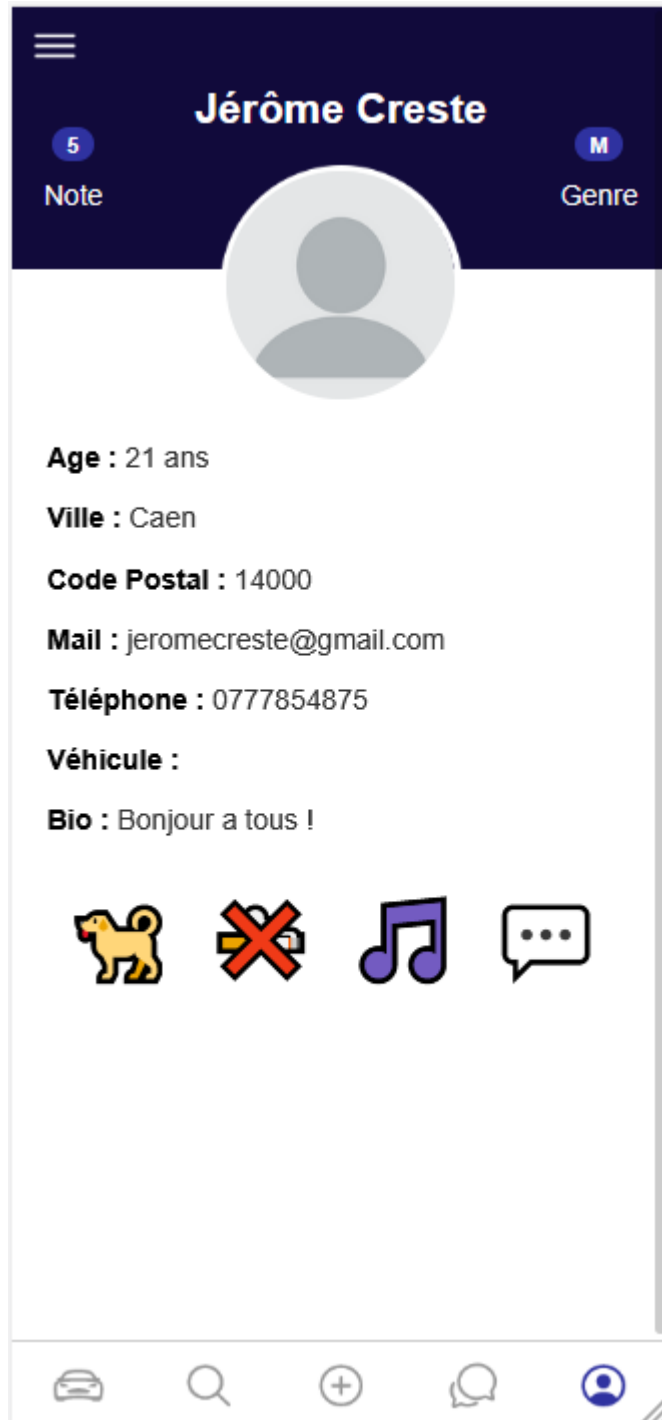 Jérôme Creste
5
Note
M
Genre
Age : 21 ans
Ville : Caen
Code Postal : 14000
Mail : jeromecreste@gmail.com
Téléphone : 0777854875
Véhicule :
Bio : Bonjour a tous !